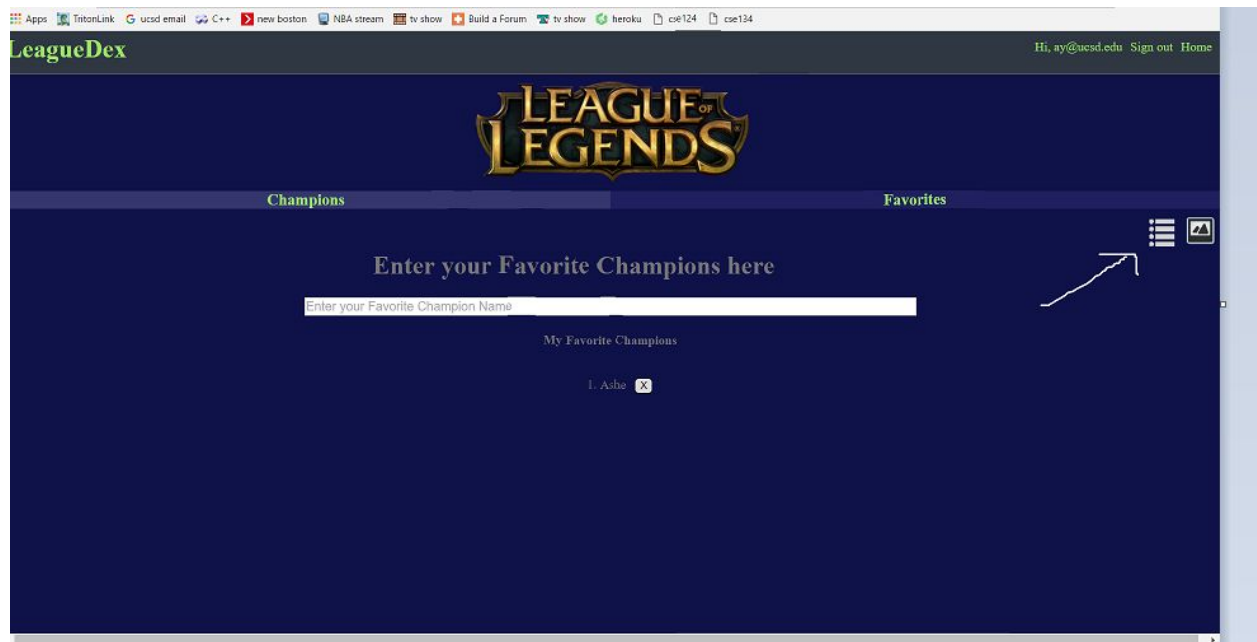 Apps TritonLink ucsd email C++ new boston NBA stream tv show Build a Forum tv show heroku cse124 cse134
LeagueDex Hi, ay@ucsd.edu Sign out Home
LEAGUE OF
LEGENDS
Champions Favorites
Enter your Favorite Champions here
Enter your Favorite Champion Name
My Favorite Champions
1. Ashe X